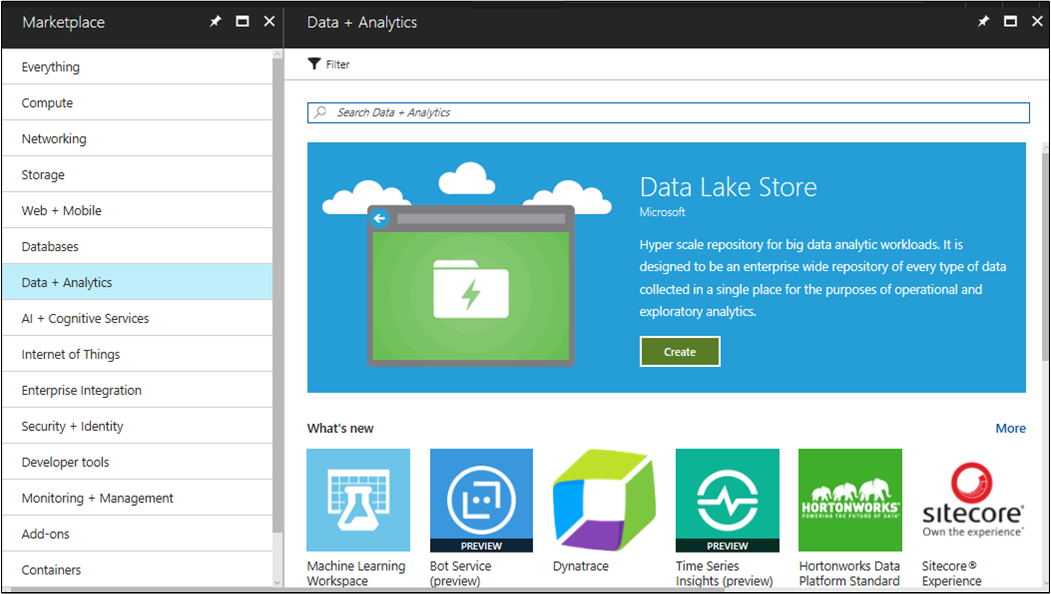 Marketplace
Data + Analytics
Everything
Compute
Networking
Storage
Web + Mobile
Databases
Data + Analytics
AI + Cognitive Services
Internet of Things
Enterprise Integration
Security + Identity
Developer tools
Monitoring + Management
Add-ons
Containers
Filter
Search Data + Analytics
Data Lake Store
Microsoft
Hyper scale repository for big data analytic workloads. It is
designed to be an enterprise wide repository of every type of data
collected in a single place for the purposes of operational and
exploratory analytics.
Create
What's new
More
PREVIEW
PREVIEW
HORTONWORKS
POWERING THE FUTURE OF DATA™
sitecore®
Own the experience™
Machine Learning
Workspace
Bot Service
(preview)
Dynatrace
Time Series
Insights (preview)
Hortonworks Data
Platform Standard
Sitecore®
Experience